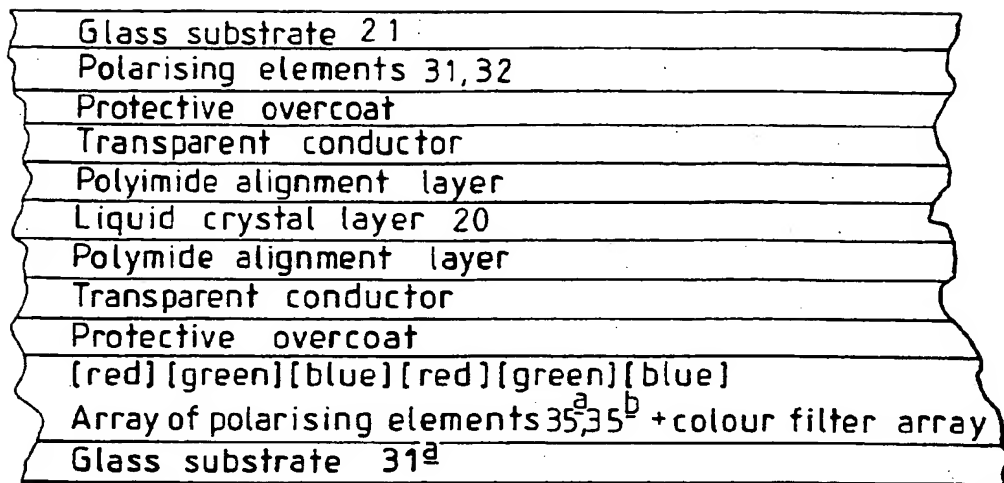 Glass substrate 21
Polarising elements 31,32
Protective overcoat
Transparent conductor
Polyimide alignment layer
Liquid crystal layer 20
Polymide alignment layer
Transparent conductor
Protective overcoat
[red] [green] [blue] [red] [green] [blue]
Array of polarising elements 35a,35b + colour filter array
Glass substrate 31a